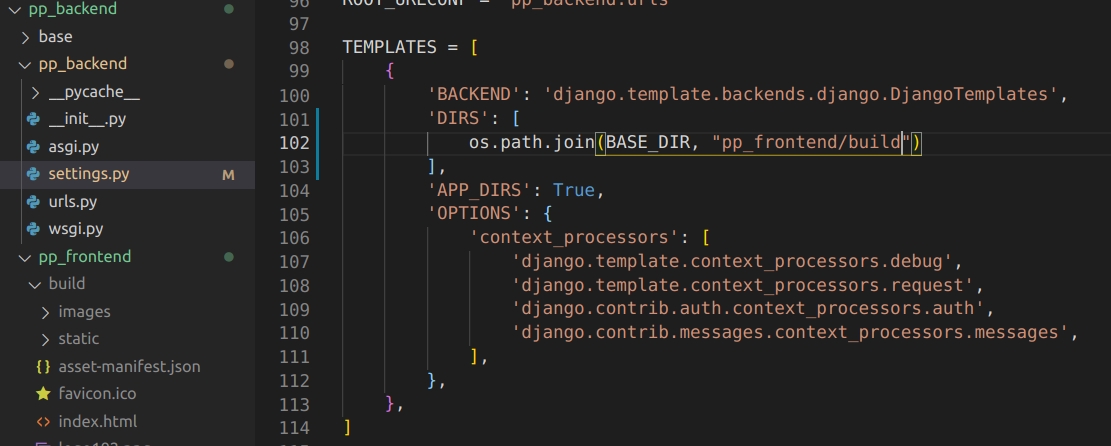 pp_backend
base
pp_backend
__pycache__
__init__.py
asgi.py
settings.py M
urls.py
wsgi.py
pp_frontend
build
images
static
{} asset-manifest.json
favicon.ico
<> index.html
96 ROOT_URLCONF = 'pp_backend.urls'
97
98 TEMPLATES = [
99 {
100 'BACKEND': 'django.template.backends.django.DjangoTemplates',
101 'DIRS': [
102 os.path.join(BASE_DIR, "pp_frontend/build")
103 ],
104 'APP_DIRS': True,
105 'OPTIONS': {
106 'context_processors': [
107 'django.template.context_processors.debug',
108 'django.template.context_processors.request',
109 'django.contrib.auth.context_processors.auth',
110 'django.contrib.messages.context_processors.messages',
111 ],
112 },
113 },
114 ]